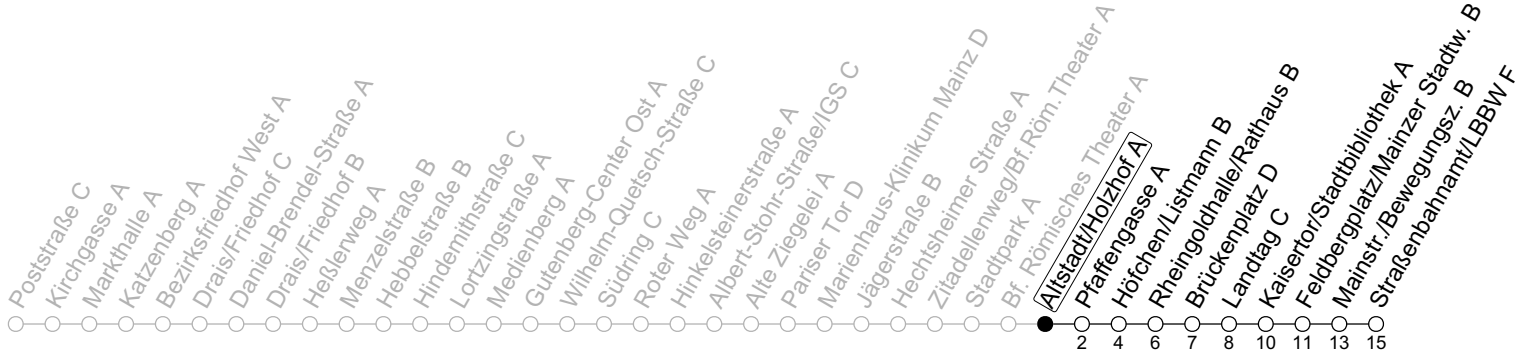 Poststraße C
Kirchgasse A
Markthalle A
Katzenberg A
Bezirksfriedhof West A
Drais/Friedhof C
Daniel-Brendel-Straße A
Drais/Friedhof B
Heßlerweg A
Menzelstraße B
Hebbelstraße B
Hindemithstraße C
Lortzingstraße A
Medienberg A
Gutenberg-Center Ost A
Wilhelm-Quetsch-Straße C
Südring C
Roter Weg A
Hinkelsteinerstraße A
Albert-Stohr-Straße/IGS C
Alte Ziegelei A
Pariser Tor D
Marienhaus-Klinikum Mainz D
Jägerstraße B
Hechtsheimer Straße A
Zitadellenweg/Bf.Röm.Theater A
Stadtpark A
Bf. Römisches Theater A
Altstadt/Holzhof A
Pfaffengasse A
Höfchen/Listmann B
Rheingoldhalle/Rathaus B
Brückenplatz D
Landtag C
Kaisertor/Stadtbibliothek A
Feldbergplatz/Mainzer Stadtw. B
Mainstr./Bewegungsz. B
Straßenbahnamt/LBBW F
2 4 6 7 8 10 11 13 15